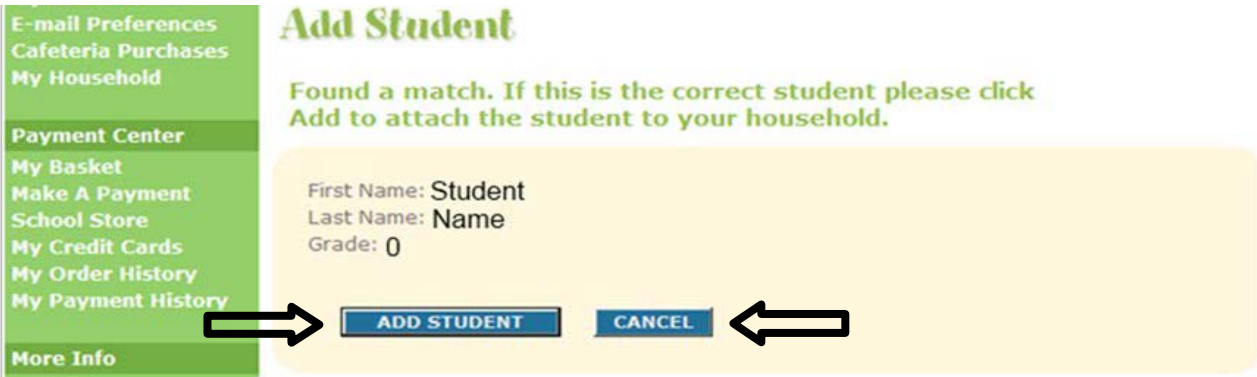 E-mail Preferences
Cafeteria Purchases
My Household
Payment Center
My Basket
Make A Payment
School Store
My Credit Cards
My Order History
My Payment History
More Info
Add Student
Found a match. If this is the correct student please click
Add to attach the student to your household.
First Name: Student
Last Name: Name
Grade: 0
ADD STUDENT
CANCEL